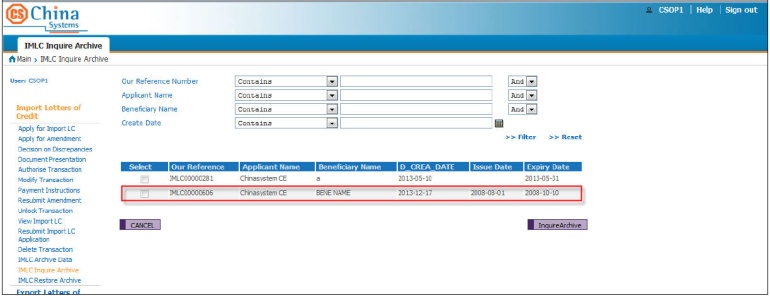 CS China Systems
CSOP1 | Help | Sign out
IMLC Inquire Archive
Main > IMLC Inquire Archive
User: CSOP1
Our Reference Number Contains And
Applicant Name Contains And
Beneficiary Name Contains And
Create Date Contains
>> Filter >> Reset
Import Letters of
Credit
Apply for Import LC
Apply for Amendment
Decision on Discrepancies
Document Presentation
Authorise Transaction
Modify Transaction
Payment Instructions
Resubmit Amendment
Unlock Transaction
View Import LC
Resubmit Import LC
Application
Delete Transaction
IMLC Archive Data
IMLC Inquire Archive
IMLC Restore Archive
Export Letters of
Select Our Reference Applicant Name Beneficiary Name D_CREA_DATE Issue Date Expiry Date
IMLC00000281 Chinasystem CE a 2013-05-10 2013-05-31
IMLC00000606 Chinasystem CE BENE NAME 2013-12-17 2008-08-01 2008-10-10
CANCEL InquireArchive